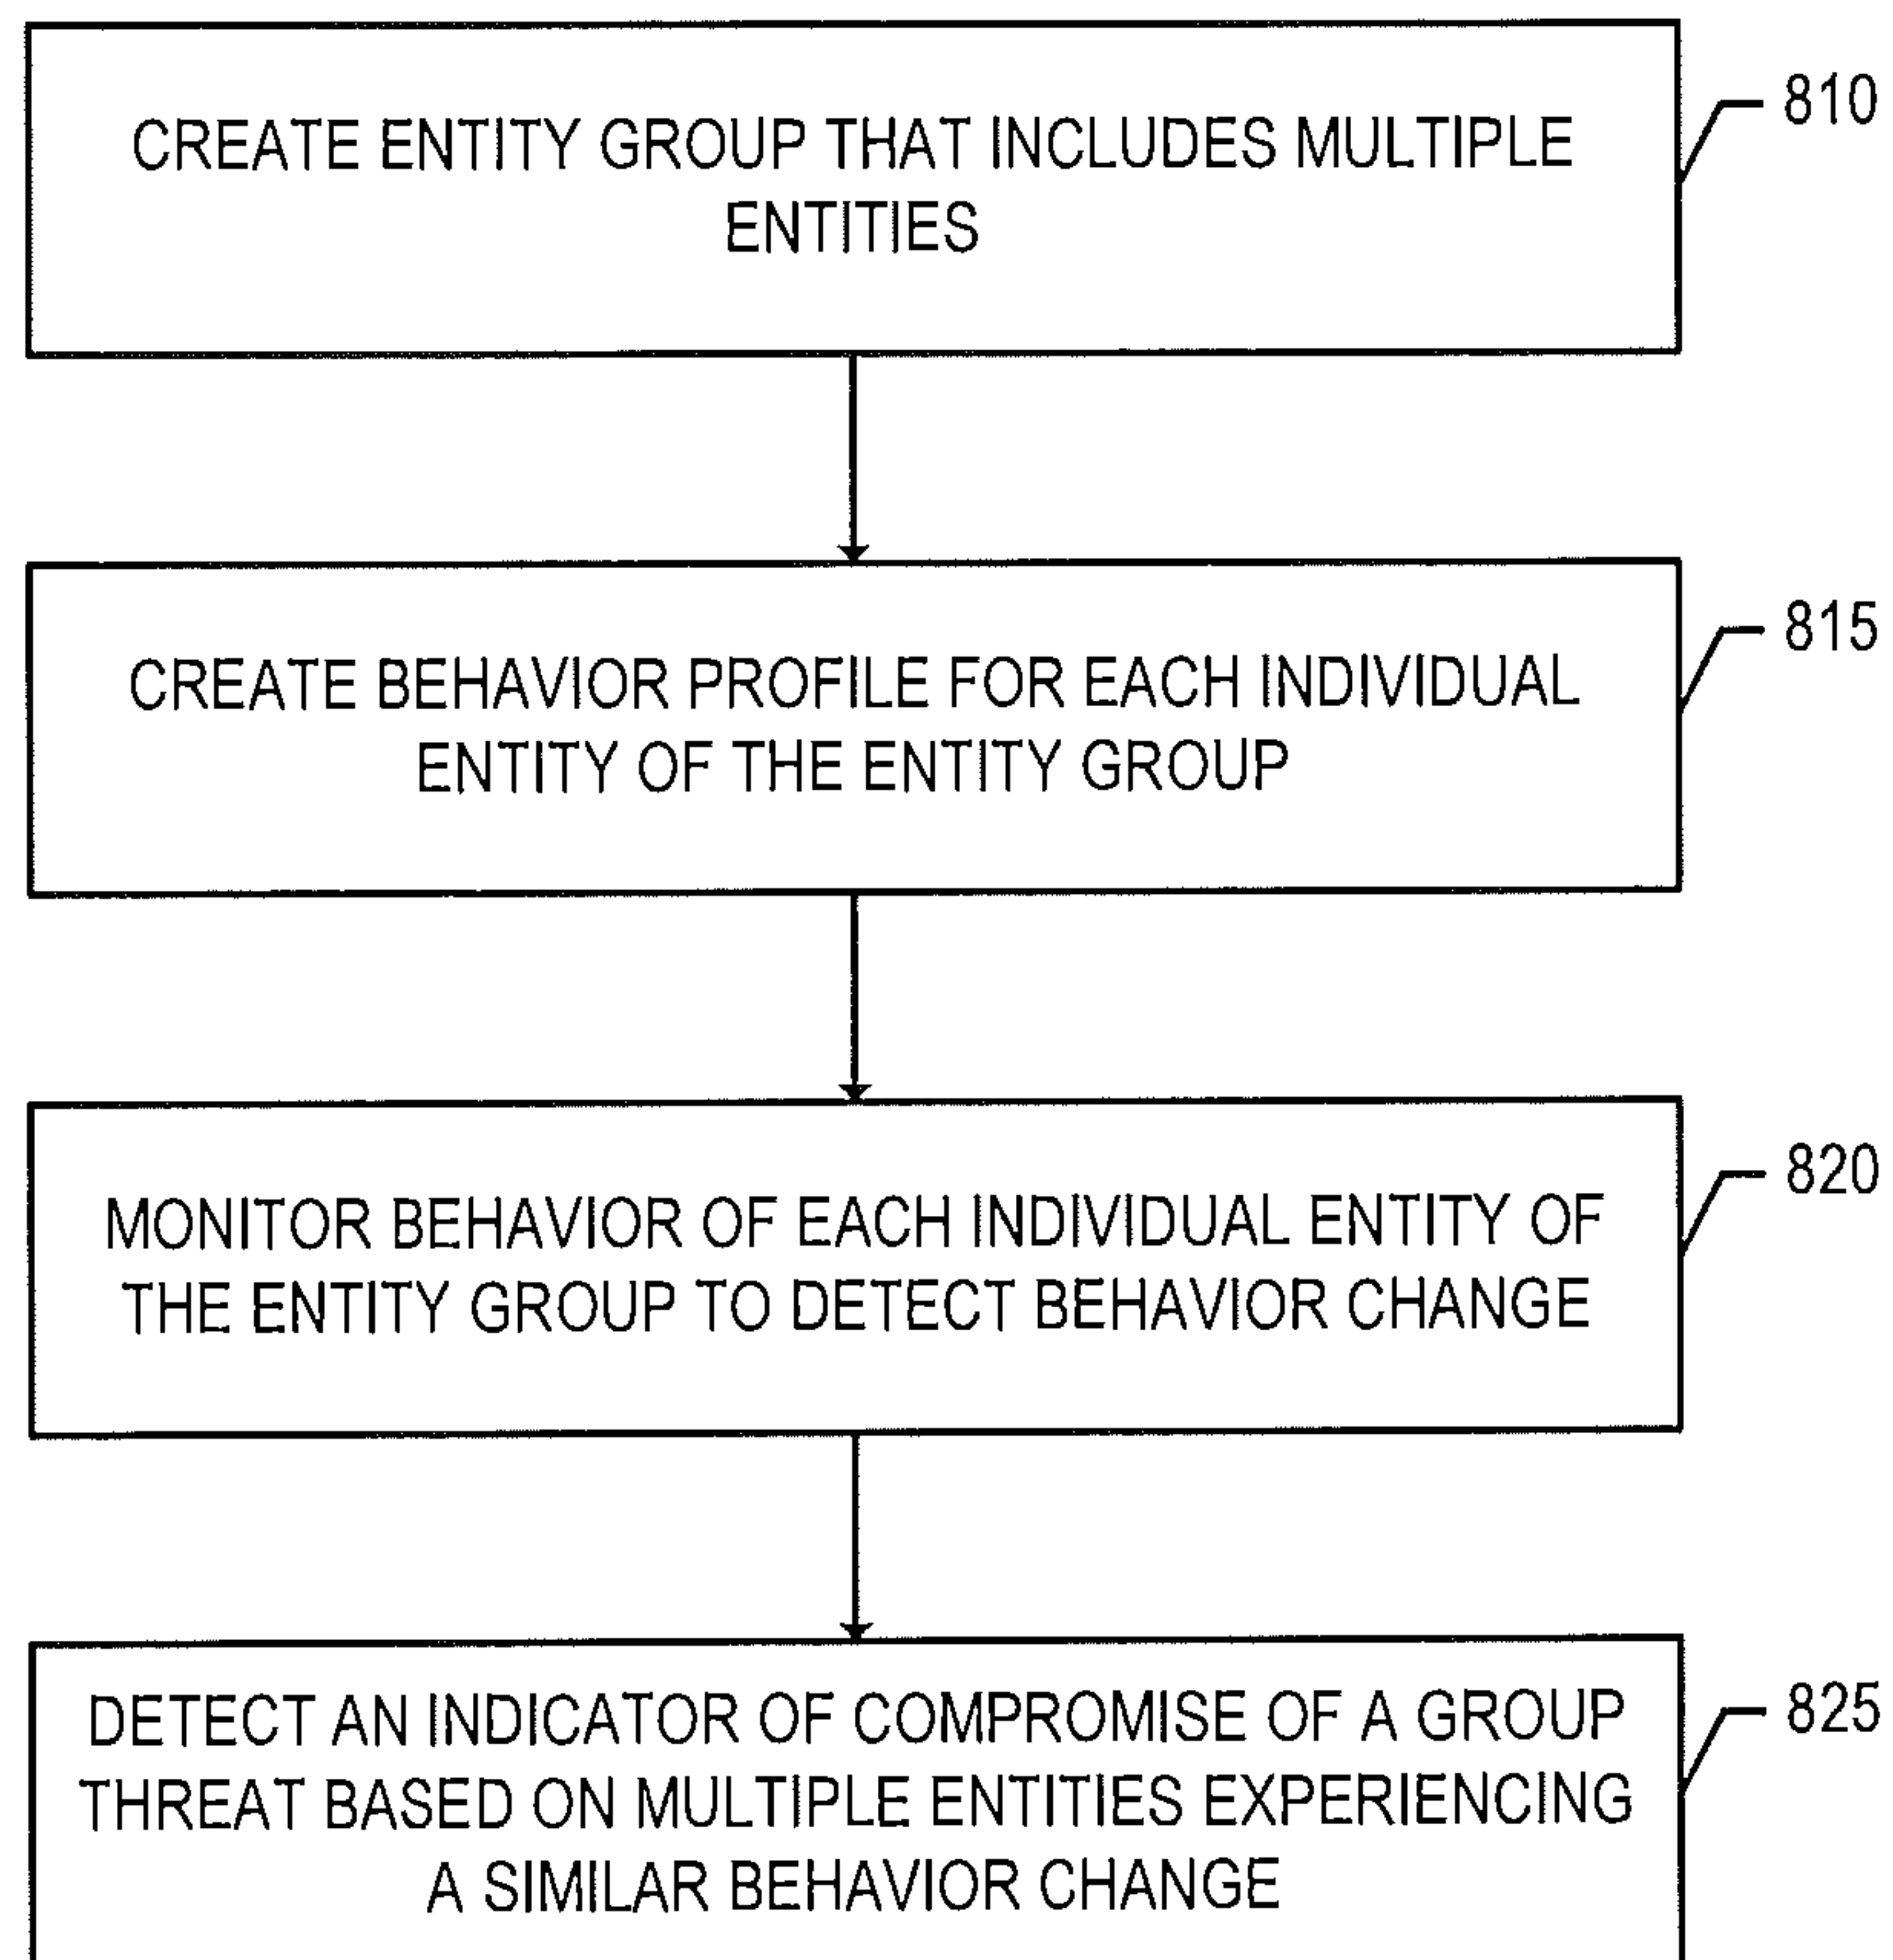 CREATE ENTITY GROUP THAT INCLUDES MULTIPLE
ENTITIES
810
CREATE BEHAVIOR PROFILE FOR EACH INDIVIDUAL
ENTITY OF THE ENTITY GROUP
815
MONITOR BEHAVIOR OF EACH INDIVIDUAL ENTITY OF
THE ENTITY GROUP TO DETECT BEHAVIOR CHANGE
820
DETECT AN INDICATOR OF COMPROMISE OF A GROUP
THREAT BASED ON MULTIPLE ENTITIES EXPERIENCING
A SIMILAR BEHAVIOR CHANGE
825